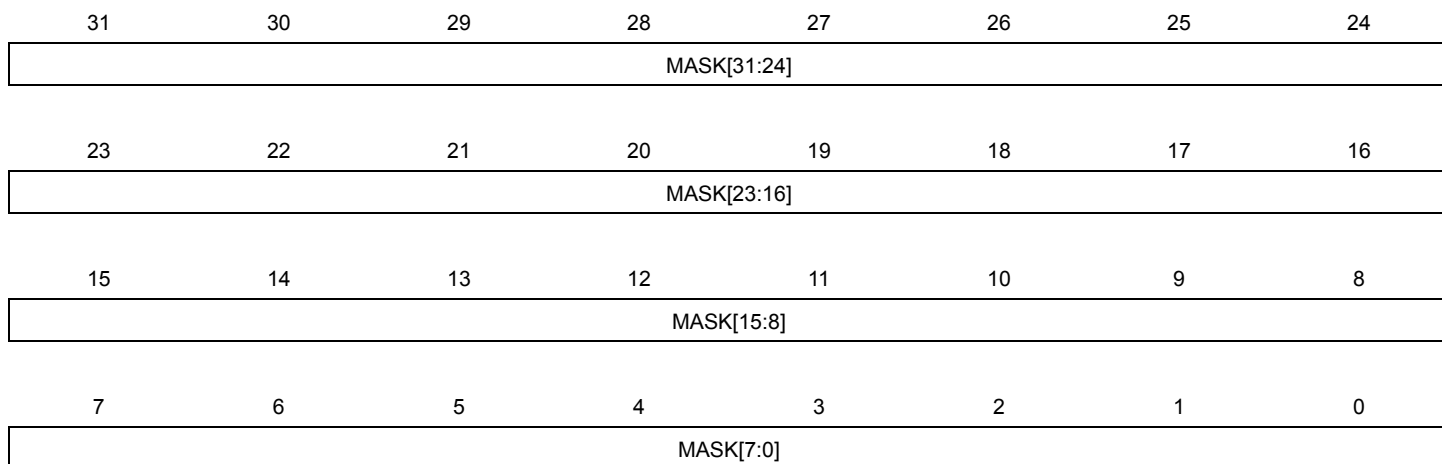 31 30 29 28 27 26 25 24
MASK[31:24]
23 22 21 20 19 18 17 16
MASK[23:16]
15 14 13 12 11 10 9 8
MASK[15:8]
7 6 5 4 3 2 1 0
MASK[7:0]